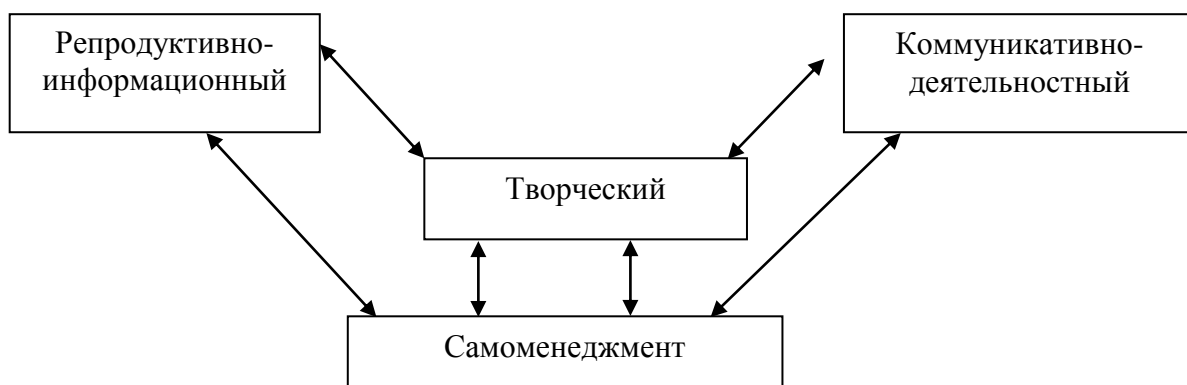 Репродуктивно-
информационный
Коммуникативно-
деятельностный
Творческий
Самоменеджмент